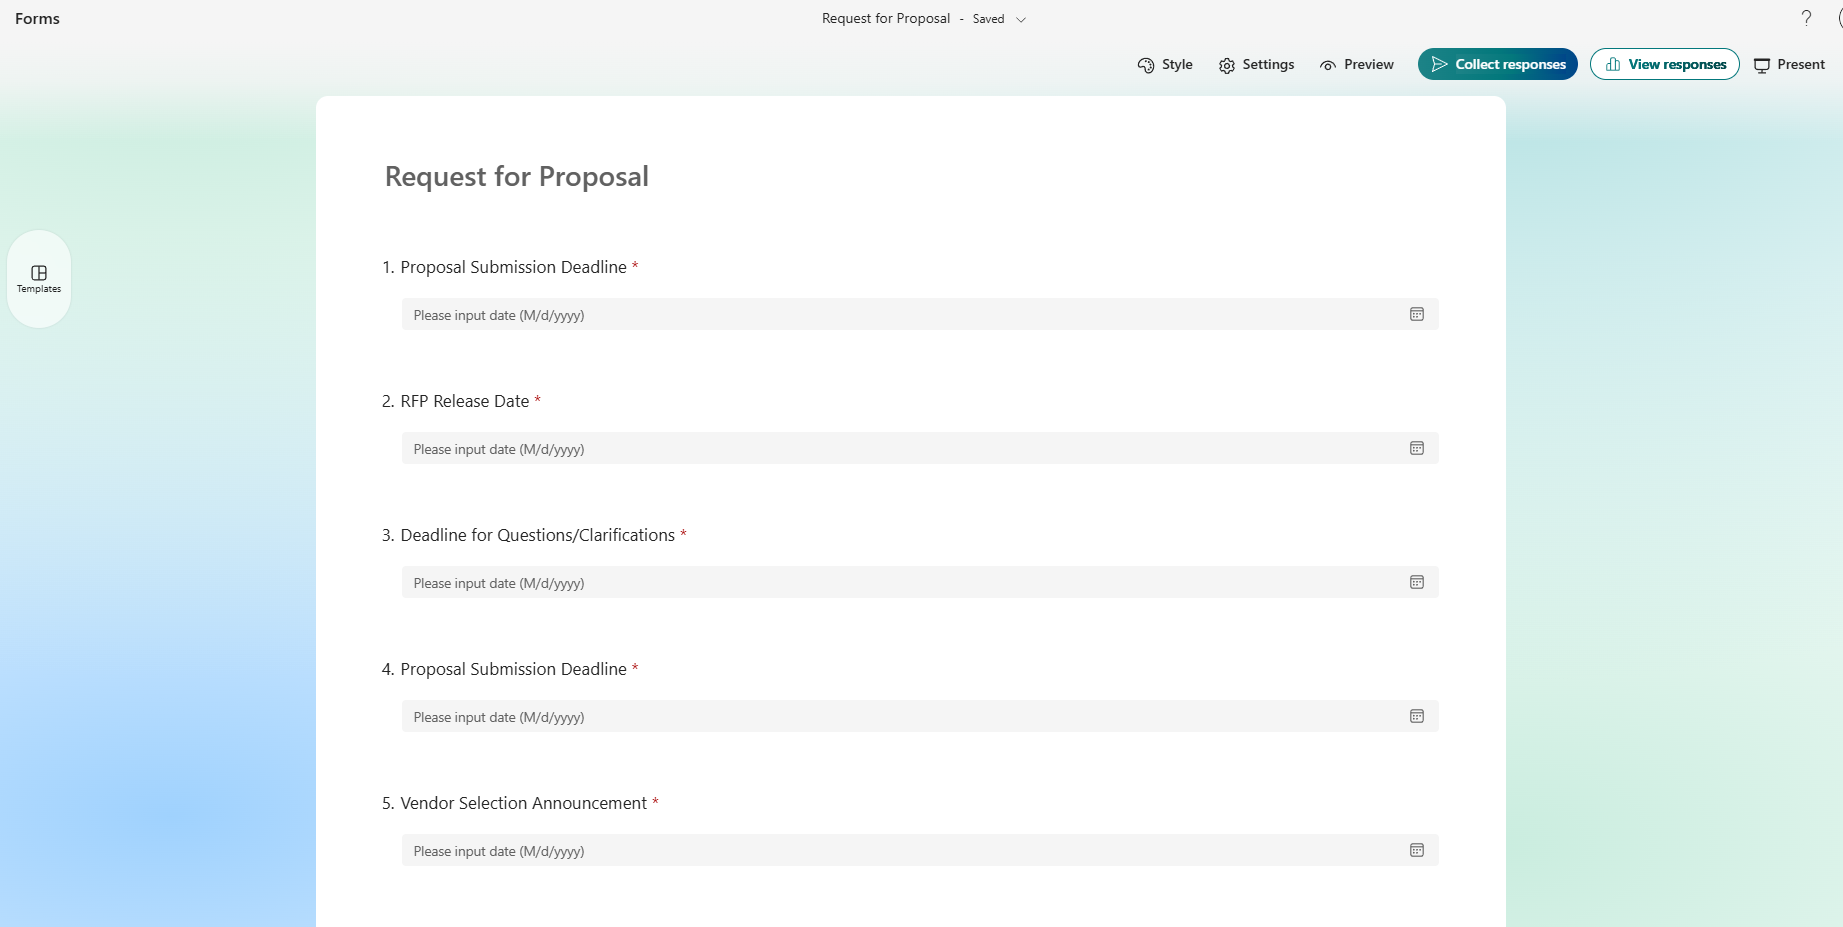 Forms
Request for Proposal - Saved
?
Style Settings Preview Collect responses View responses Present
Templates
Request for Proposal
1. Proposal Submission Deadline *
Please input date (M/d/yyyy)
2. RFP Release Date *
Please input date (M/d/yyyy)
3. Deadline for Questions/Clarifications *
Please input date (M/d/yyyy)
4. Proposal Submission Deadline *
Please input date (M/d/yyyy)
5. Vendor Selection Announcement *
Please input date (M/d/yyyy)